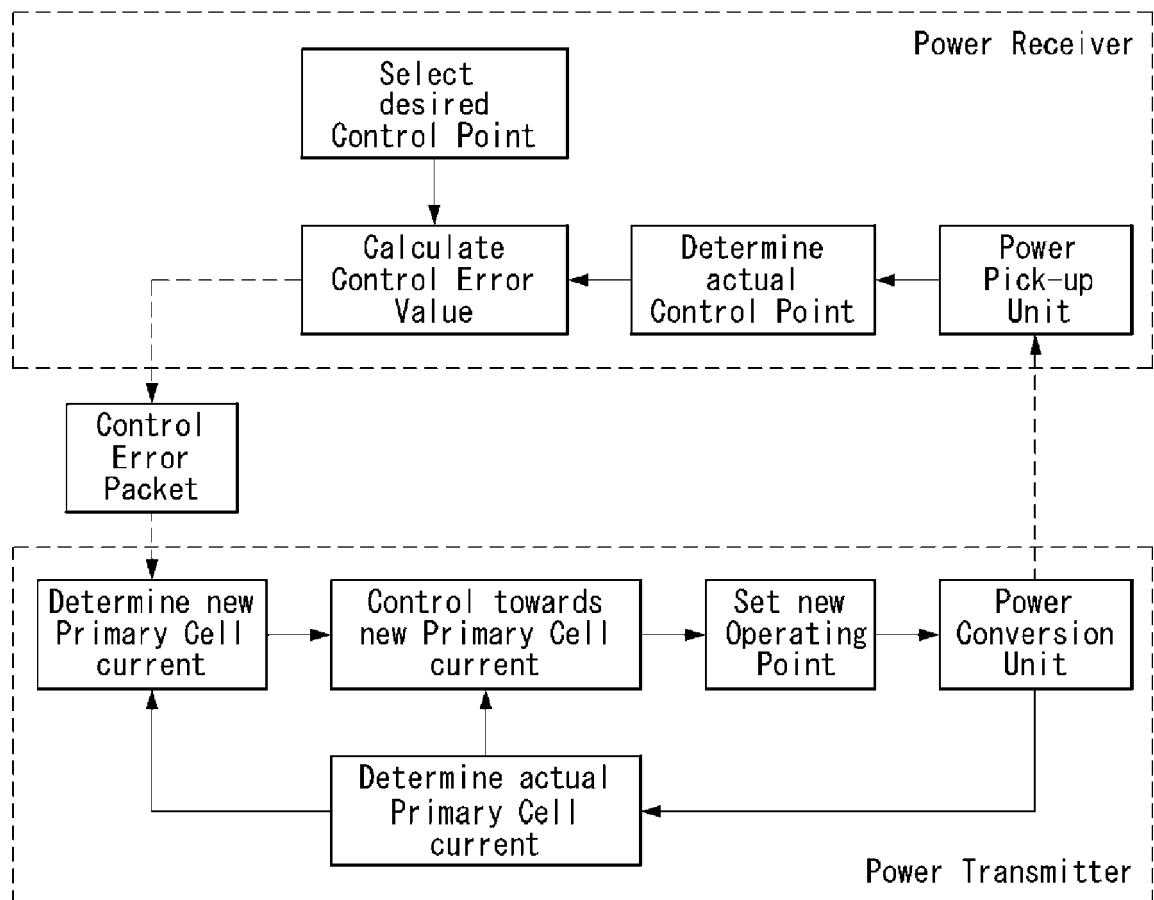 Power Receiver
Select
desired
Control Point
Calculate
Control Error
Value
Determine
actual
Control Point
Power
Pick-up
Unit
Control
Error
Packet
Determine new
Primary Cell
current
Control towards
new Primary Cell
current
Set new
Operating
Point
Power
Conversion
Unit
Determine actual
Primary Cell
current
Power Transmitter